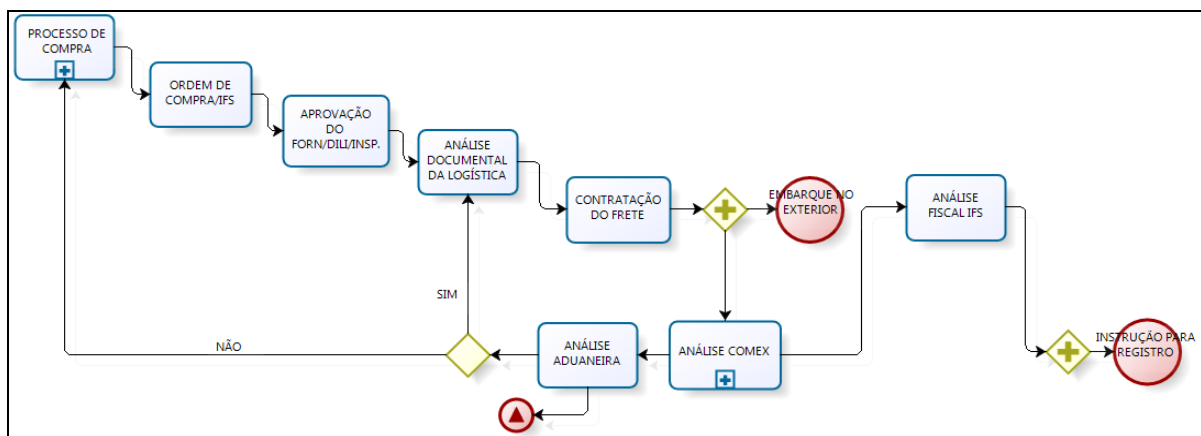 PROCESSO DE
COMPRA
ORDEM DE
COMPRA/IFS
APROVAÇÃO
DO
FORN/DILI/INSP.
ANÁLISE
DOCUMENTAL
DA LOGÍSTICA
CONTRATAÇÃO
DO FRETE
EMBARQUE NO
EXTERIOR
ANÁLISE
FISCAL IFS
SIM
NÃO
ANÁLISE
ADUANEIRA
ANÁLISE COMEX
INSTRUÇÃO PARA
REGISTRO